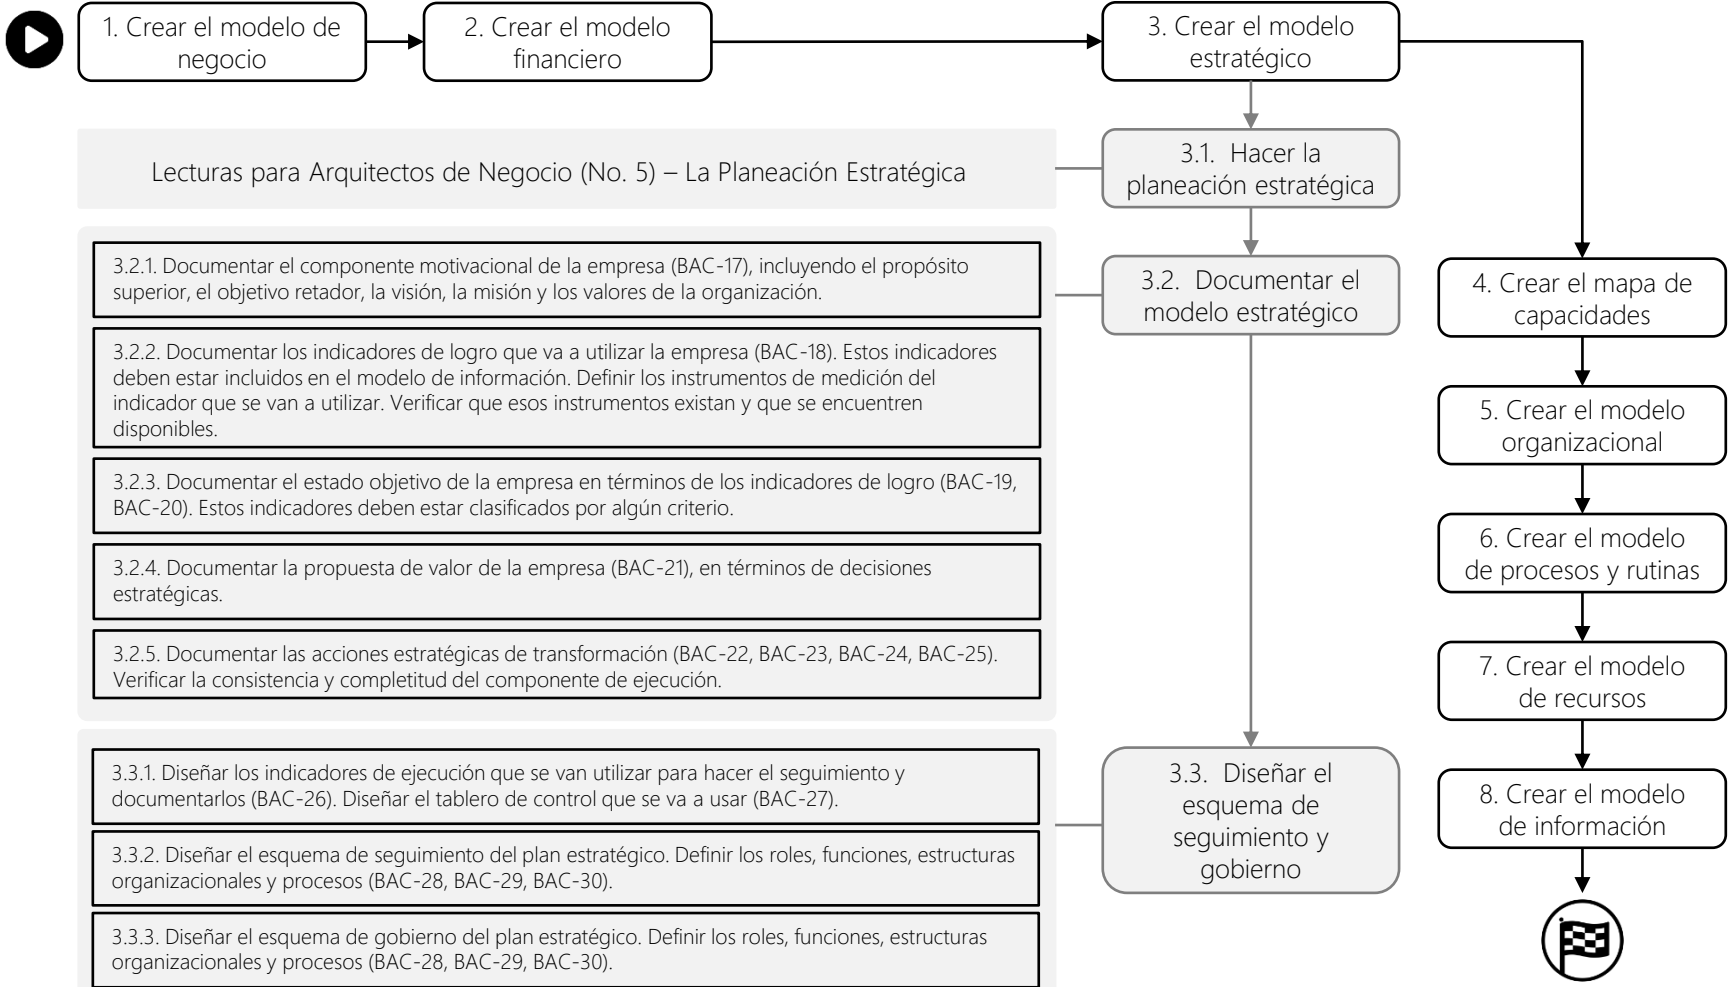 1. Crear el modelo de
negocio
2. Crear el modelo
financiero
3. Crear el modelo
estratégico
Lecturas para Arquitectos de Negocio (No. 5) – La Planeación Estratégica
3.1. Hacer la
planeación estratégica
3.2.1. Documentar el componente motivacional de la empresa (BAC-17), incluyendo el propósito
superior, el objetivo retador, la visión, la misión y los valores de la organización.
3.2.2. Documentar los indicadores de logro que va a utilizar la empresa (BAC-18). Estos indicadores
deben estar incluidos en el modelo de información. Definir los instrumentos de medición del
indicador que se van a utilizar. Verificar que esos instrumentos existan y que se encuentren
disponibles.
3.2.3. Documentar el estado objetivo de la empresa en términos de los indicadores de logro (BAC-19,
BAC-20). Estos indicadores deben estar clasificados por algún criterio.
3.2.4. Documentar la propuesta de valor de la empresa (BAC-21), en términos de decisiones
estratégicas.
3.2.5. Documentar las acciones estratégicas de transformación (BAC-22, BAC-23, BAC-24, BAC-25).
Verificar la consistencia y completitud del componente de ejecución.
3.2. Documentar el
modelo estratégico
3.3.1. Diseñar los indicadores de ejecución que se van utilizar para hacer el seguimiento y
documentarlos (BAC-26). Diseñar el tablero de control que se va a usar (BAC-27).
3.3.2. Diseñar el esquema de seguimiento del plan estratégico. Definir los roles, funciones, estructuras
organizacionales y procesos (BAC-28, BAC-29, BAC-30).
3.3.3. Diseñar el esquema de gobierno del plan estratégico. Definir los roles, funciones, estructuras
organizacionales y procesos (BAC-28, BAC-29, BAC-30).
3.3. Diseñar el
esquema de
seguimiento y
gobierno
4. Crear el mapa de
capacidades
5. Crear el modelo
organizacional
6. Crear el modelo
de procesos y rutinas
7. Crear el modelo
de recursos
8. Crear el modelo
de información